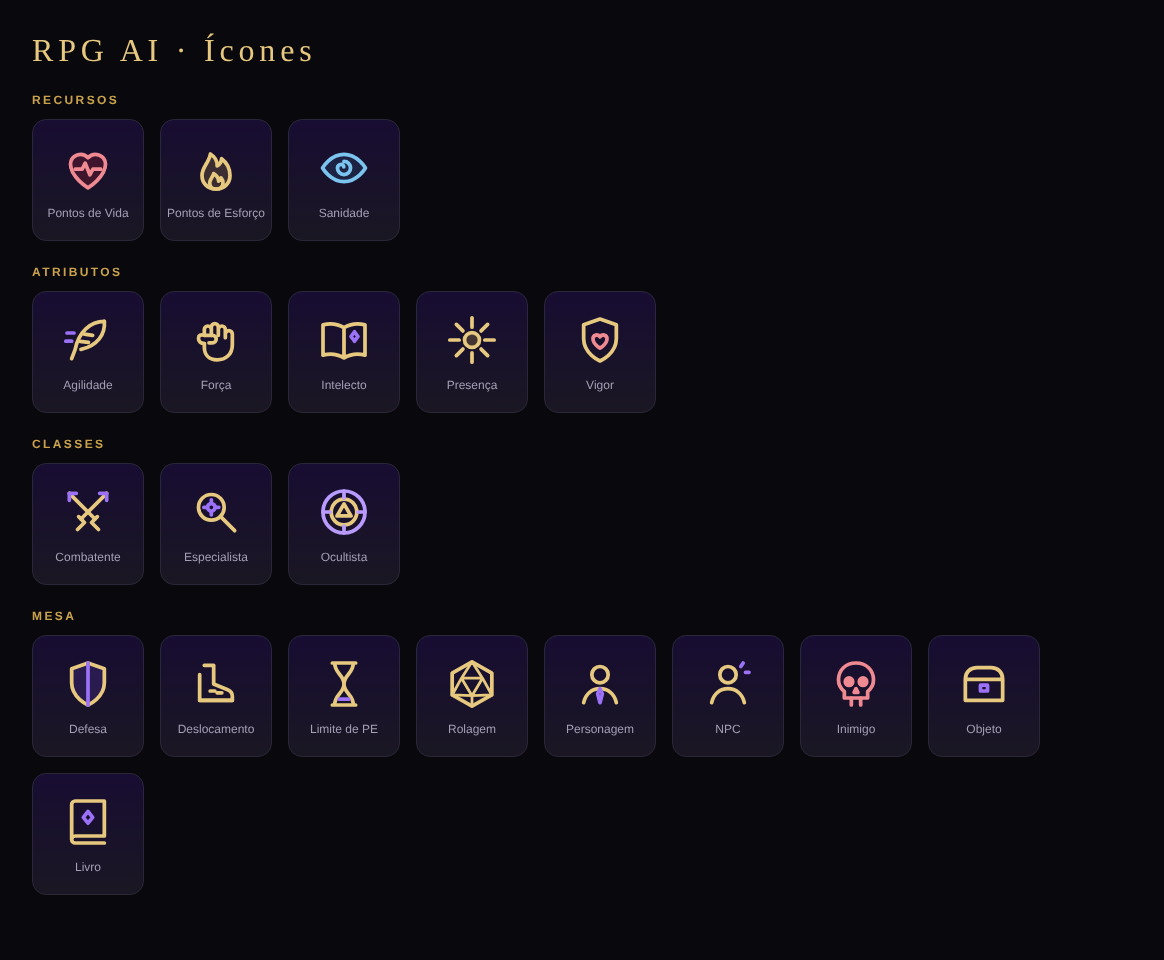 RPG AI · Ícones
RECURSOS
Pontos de Vida
Pontos de Esforço
Sanidade
ATRIBUTOS
Agilidade
Força
Intelecto
Presença
Vigor
CLASSES
Combatente
Especialista
Ocultista
MESA
Defesa
Deslocamento
Limite de PE
Rolagem
Personagem
NPC
Inimigo
Objeto
Livro